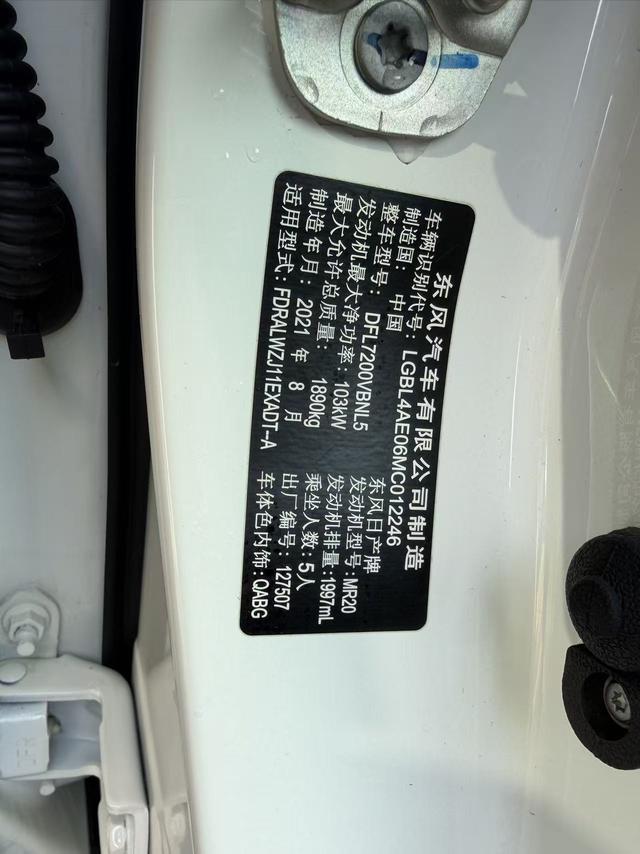 东风汽车有限公司制造
车辆识别代号: LGBL4AE06MC012246
制造国: 中国 东风日产牌
整车型号: DFL7200VBNL5 发动机型号: MR20
发动机最大净功率: 103kW 发动机排量: 1997mL
最大允许总质量: 1890kg 乘坐人数: 5人
制造年月: 2021 年 8 月 出厂编号: 127507
适用型式: FDRALWZJ11EXADT-A 车体色内饰: QABG